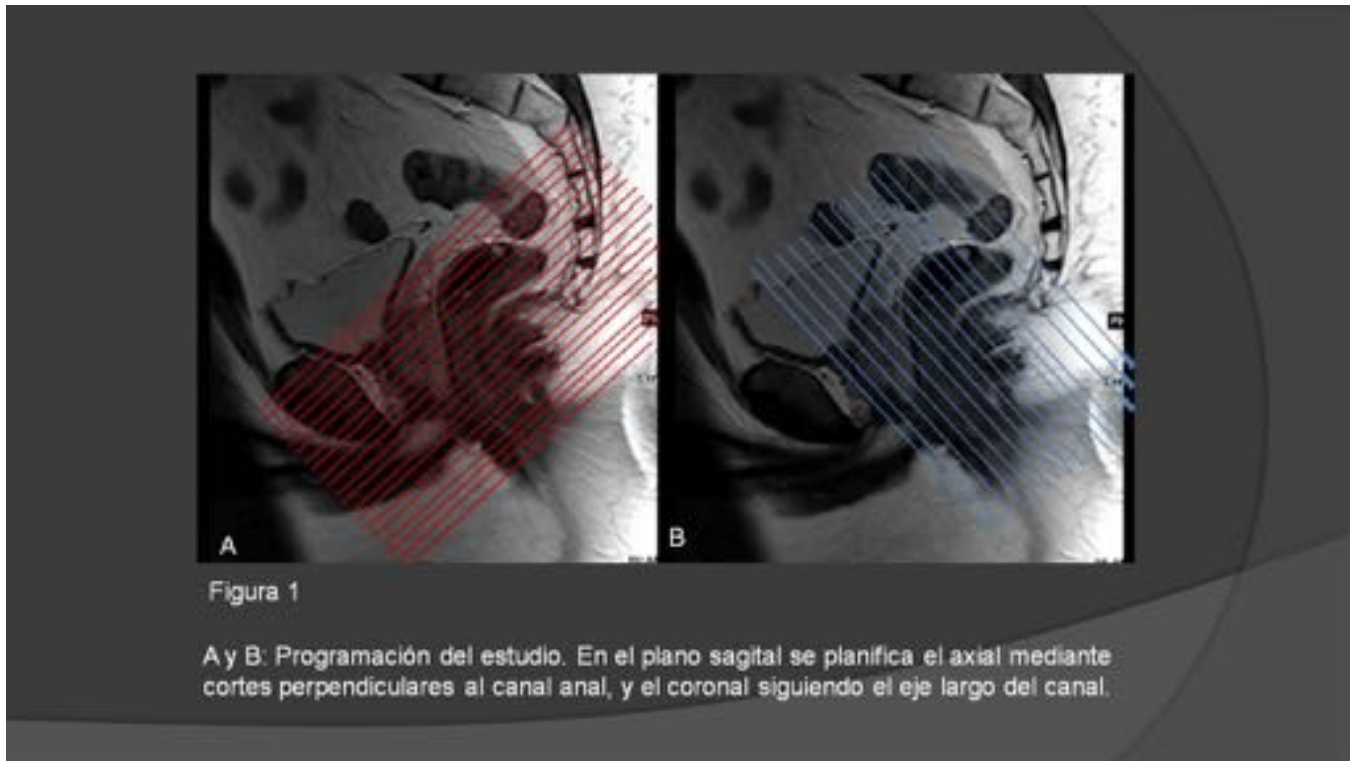 A
B
Figura 1
A y B: Programación del estudio. En el plano sagital se planifica el axial mediante
cortes perpendiculares al canal anal, y el coronal siguiendo el eje largo del canal.